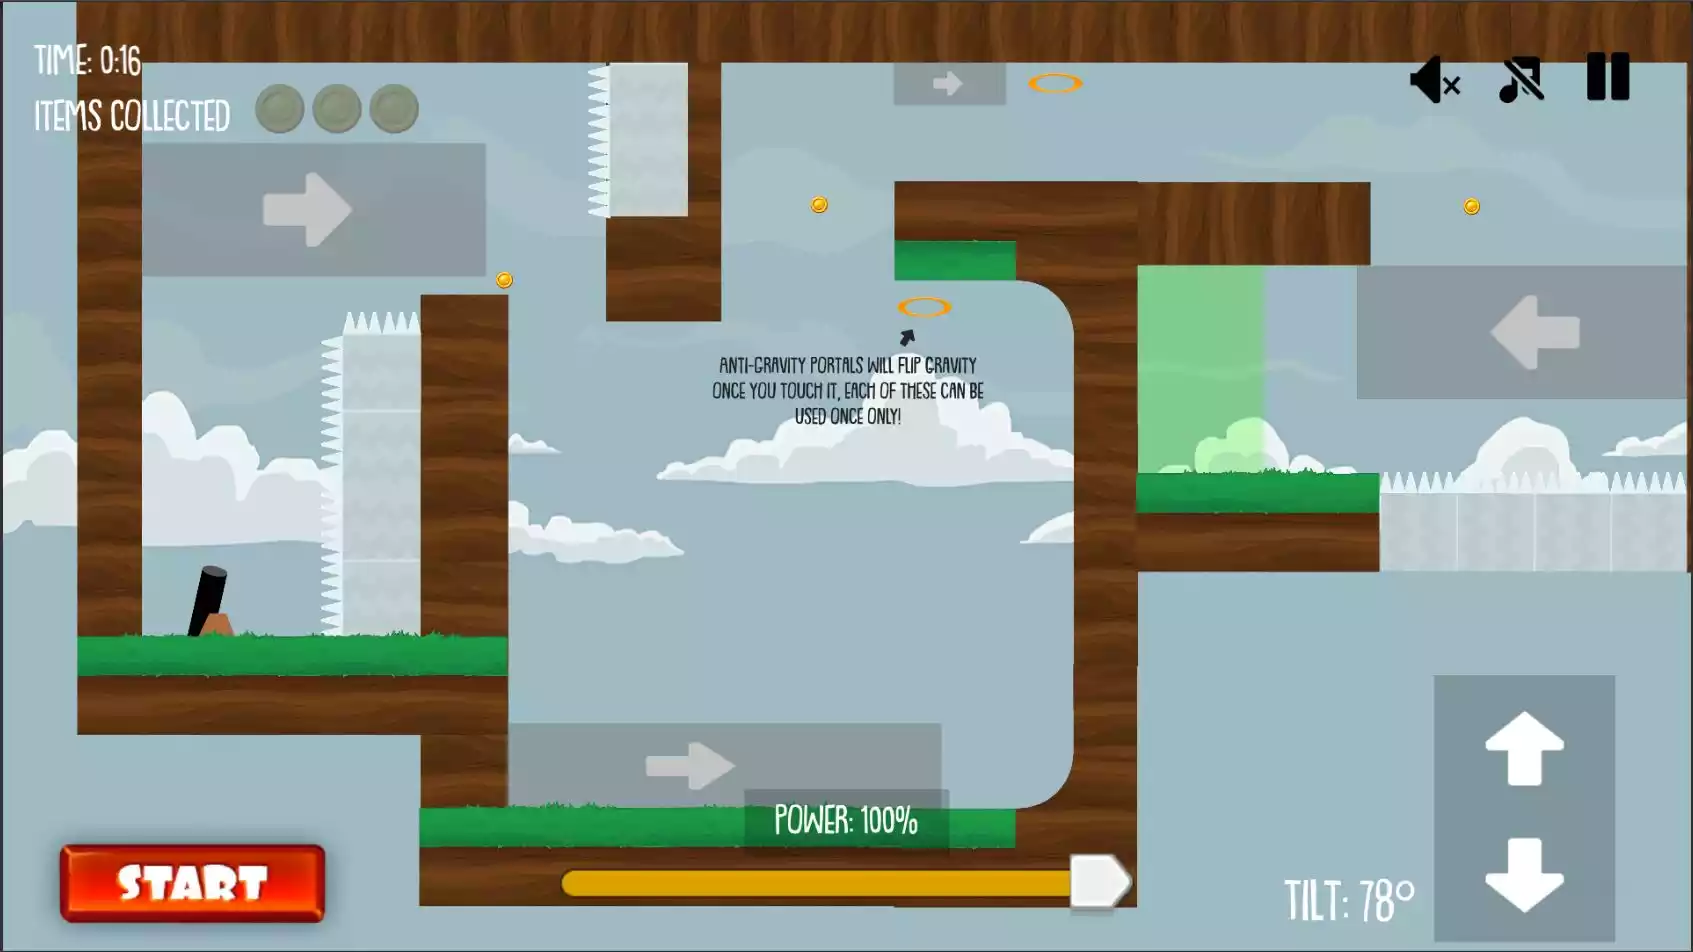 TIME: 0:16
ITEMS COLLECTED
ANTI-GRAVITY PORTALS WILL FLIP GRAVITY
ONCE YOU TOUCH IT, EACH OF THESE CAN BE
USED ONCE ONLY!
POWER: 100%
START
TILT: 78°